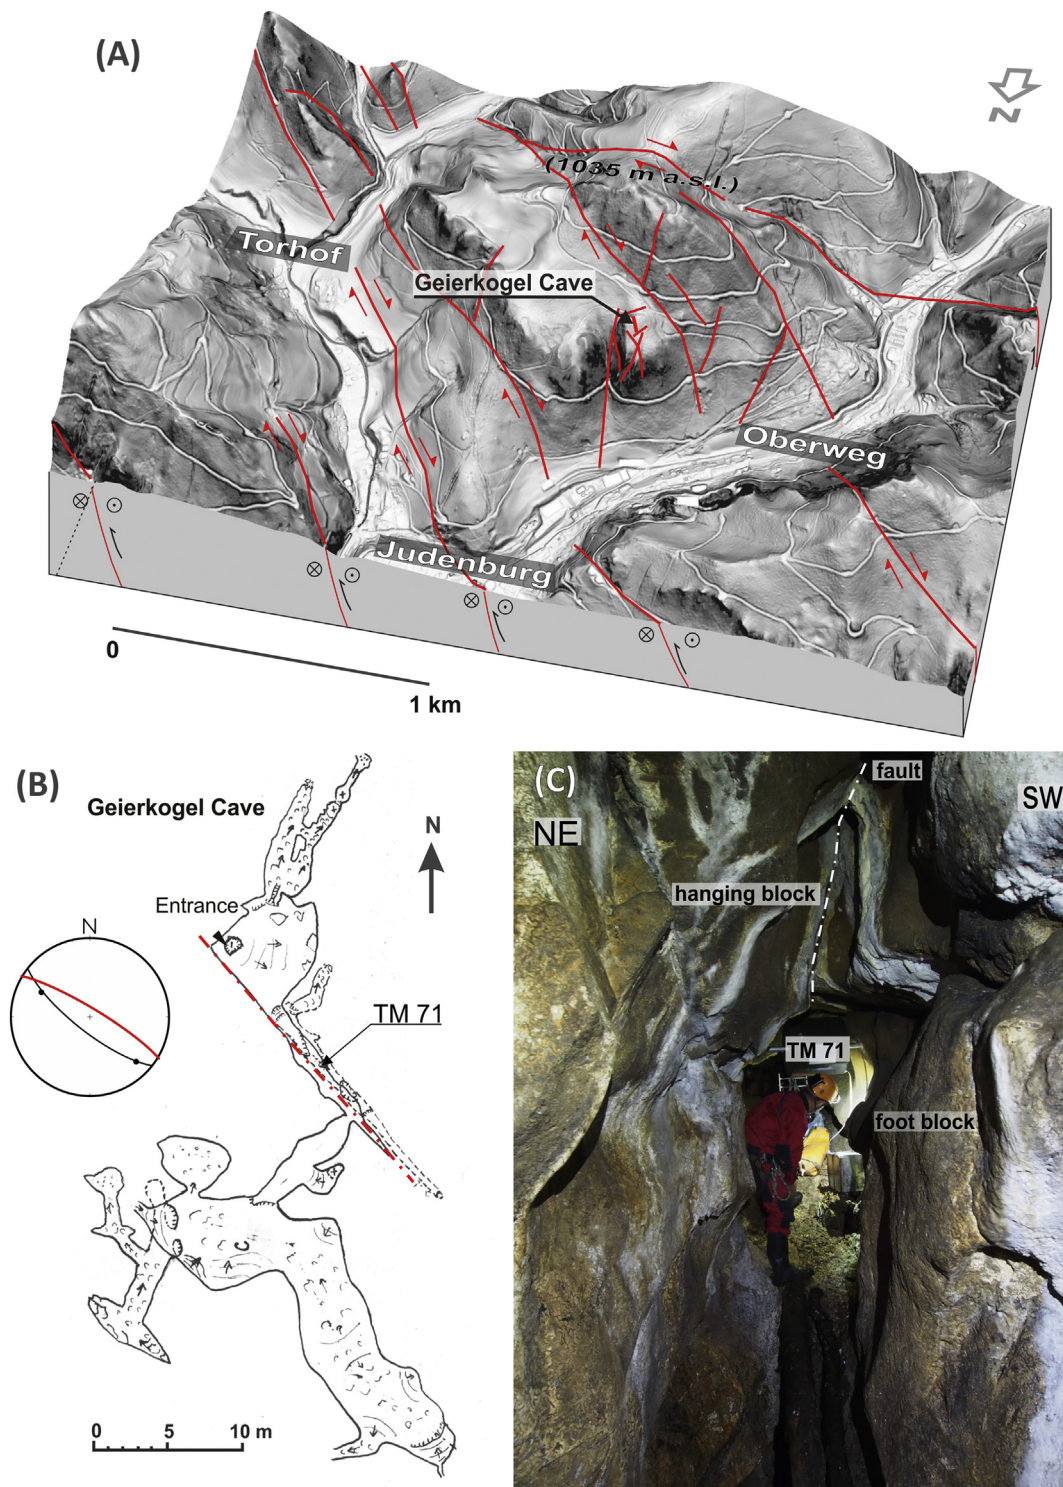 (A)
N
(1035 m a.s.l.)
Torhof
Geierkogel Cave
Oberweg
Judenburg
0
1 km
(B)
Geierkogel Cave
N
Entrance
N
TM 71
0 5 10 m
(C)
fault
NE
SW
hanging block
TM 71
foot block